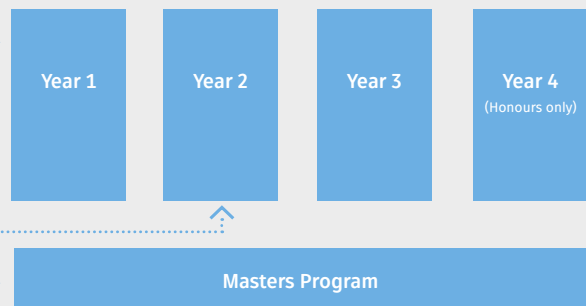 Year 1
Year 2
Year 3
Year 4
(Honours only)
Masters Program